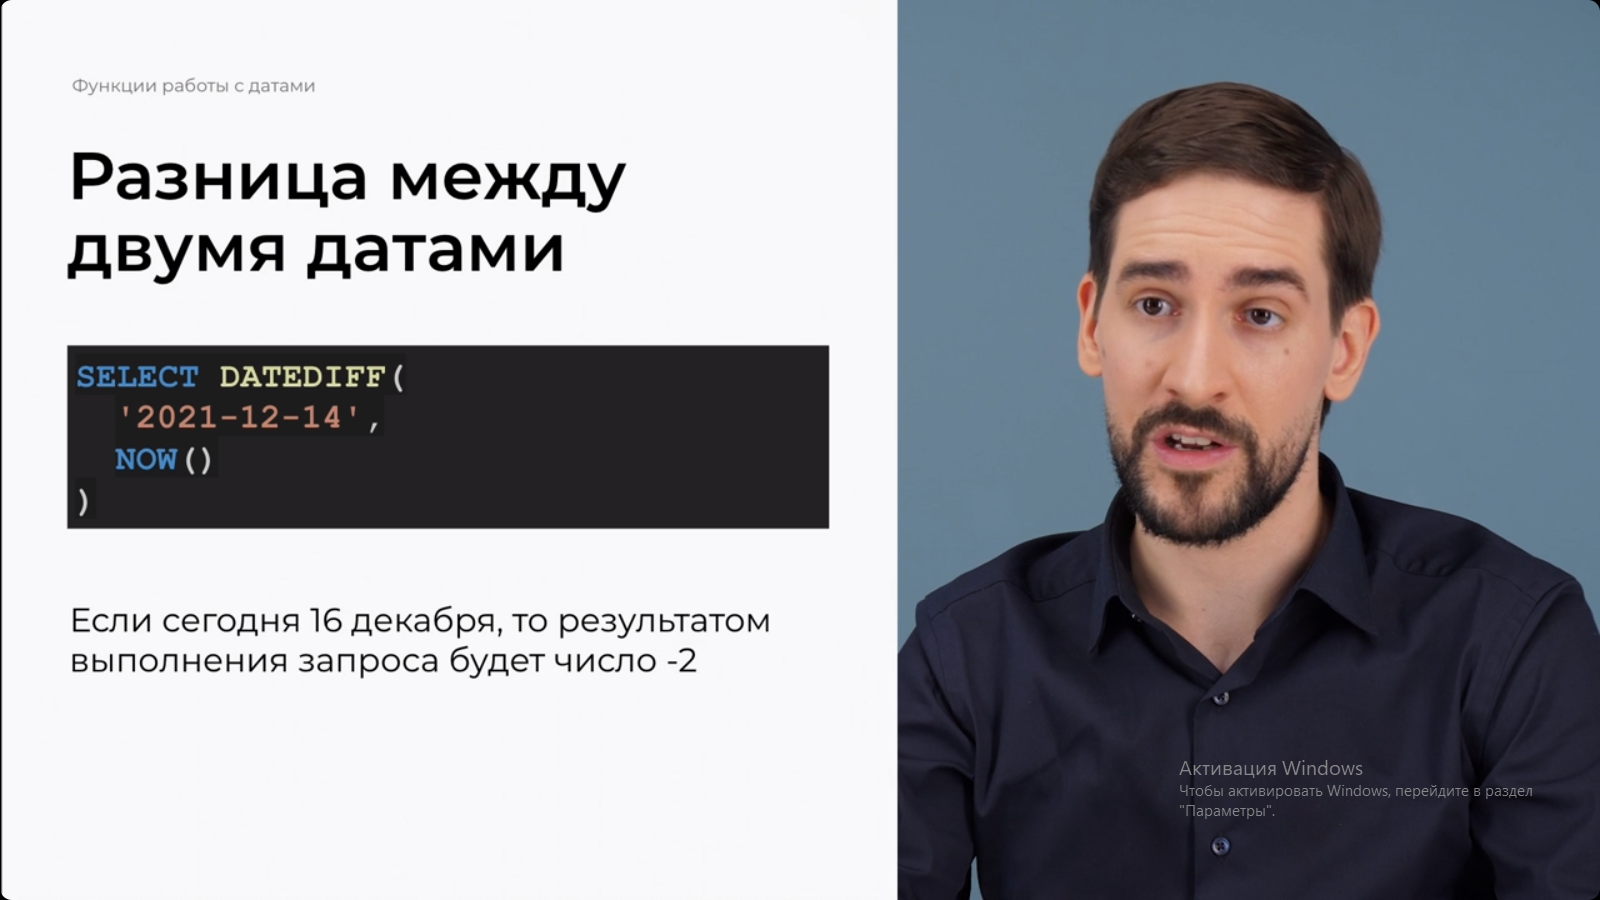 Функции работы с датами
Разница между
двумя датами
SELECT DATEDIFF(
'2021-12-14',
NOW()
)
Если сегодня 16 декабря, то результатом
выполнения запроса будет число -2
Активация Windows
Чтобы активировать Windows, перейдите в раздел
"Параметры".